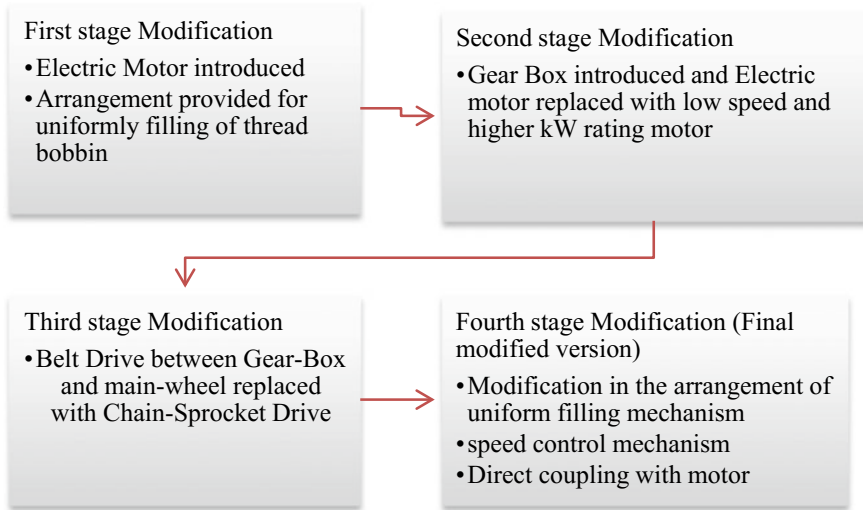 First stage Modification
•Electric Motor introduced
•Arrangement provided for
uniformly filling of thread
bobbin
Second stage Modification
•Gear Box introduced and Electric
motor replaced with low speed and
higher kW rating motor
Third stage Modification
•Belt Drive between Gear-Box
and main-wheel replaced
with Chain-Sprocket Drive
Fourth stage Modification (Final
modified version)
•Modification in the arrangement of
uniform filling mechanism
•speed control mechanism
•Direct coupling with motor